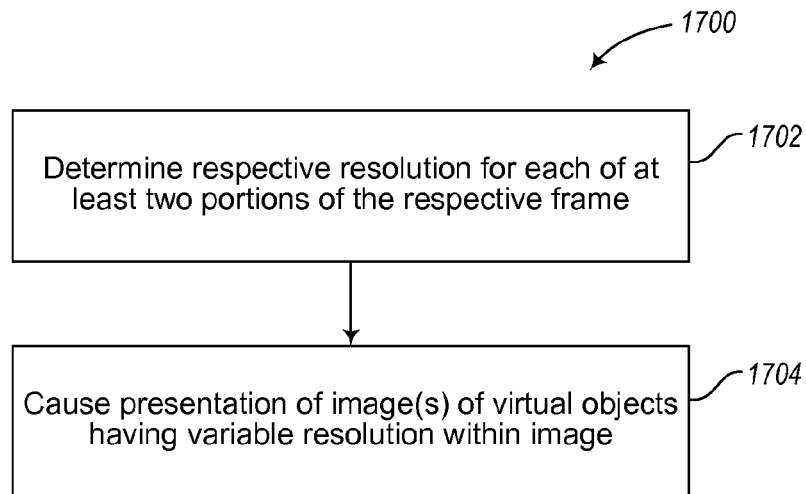 1700
1702
Determine respective resolution for each of at
least two portions of the respective frame
1704
Cause presentation of image(s) of virtual objects
having variable resolution within image